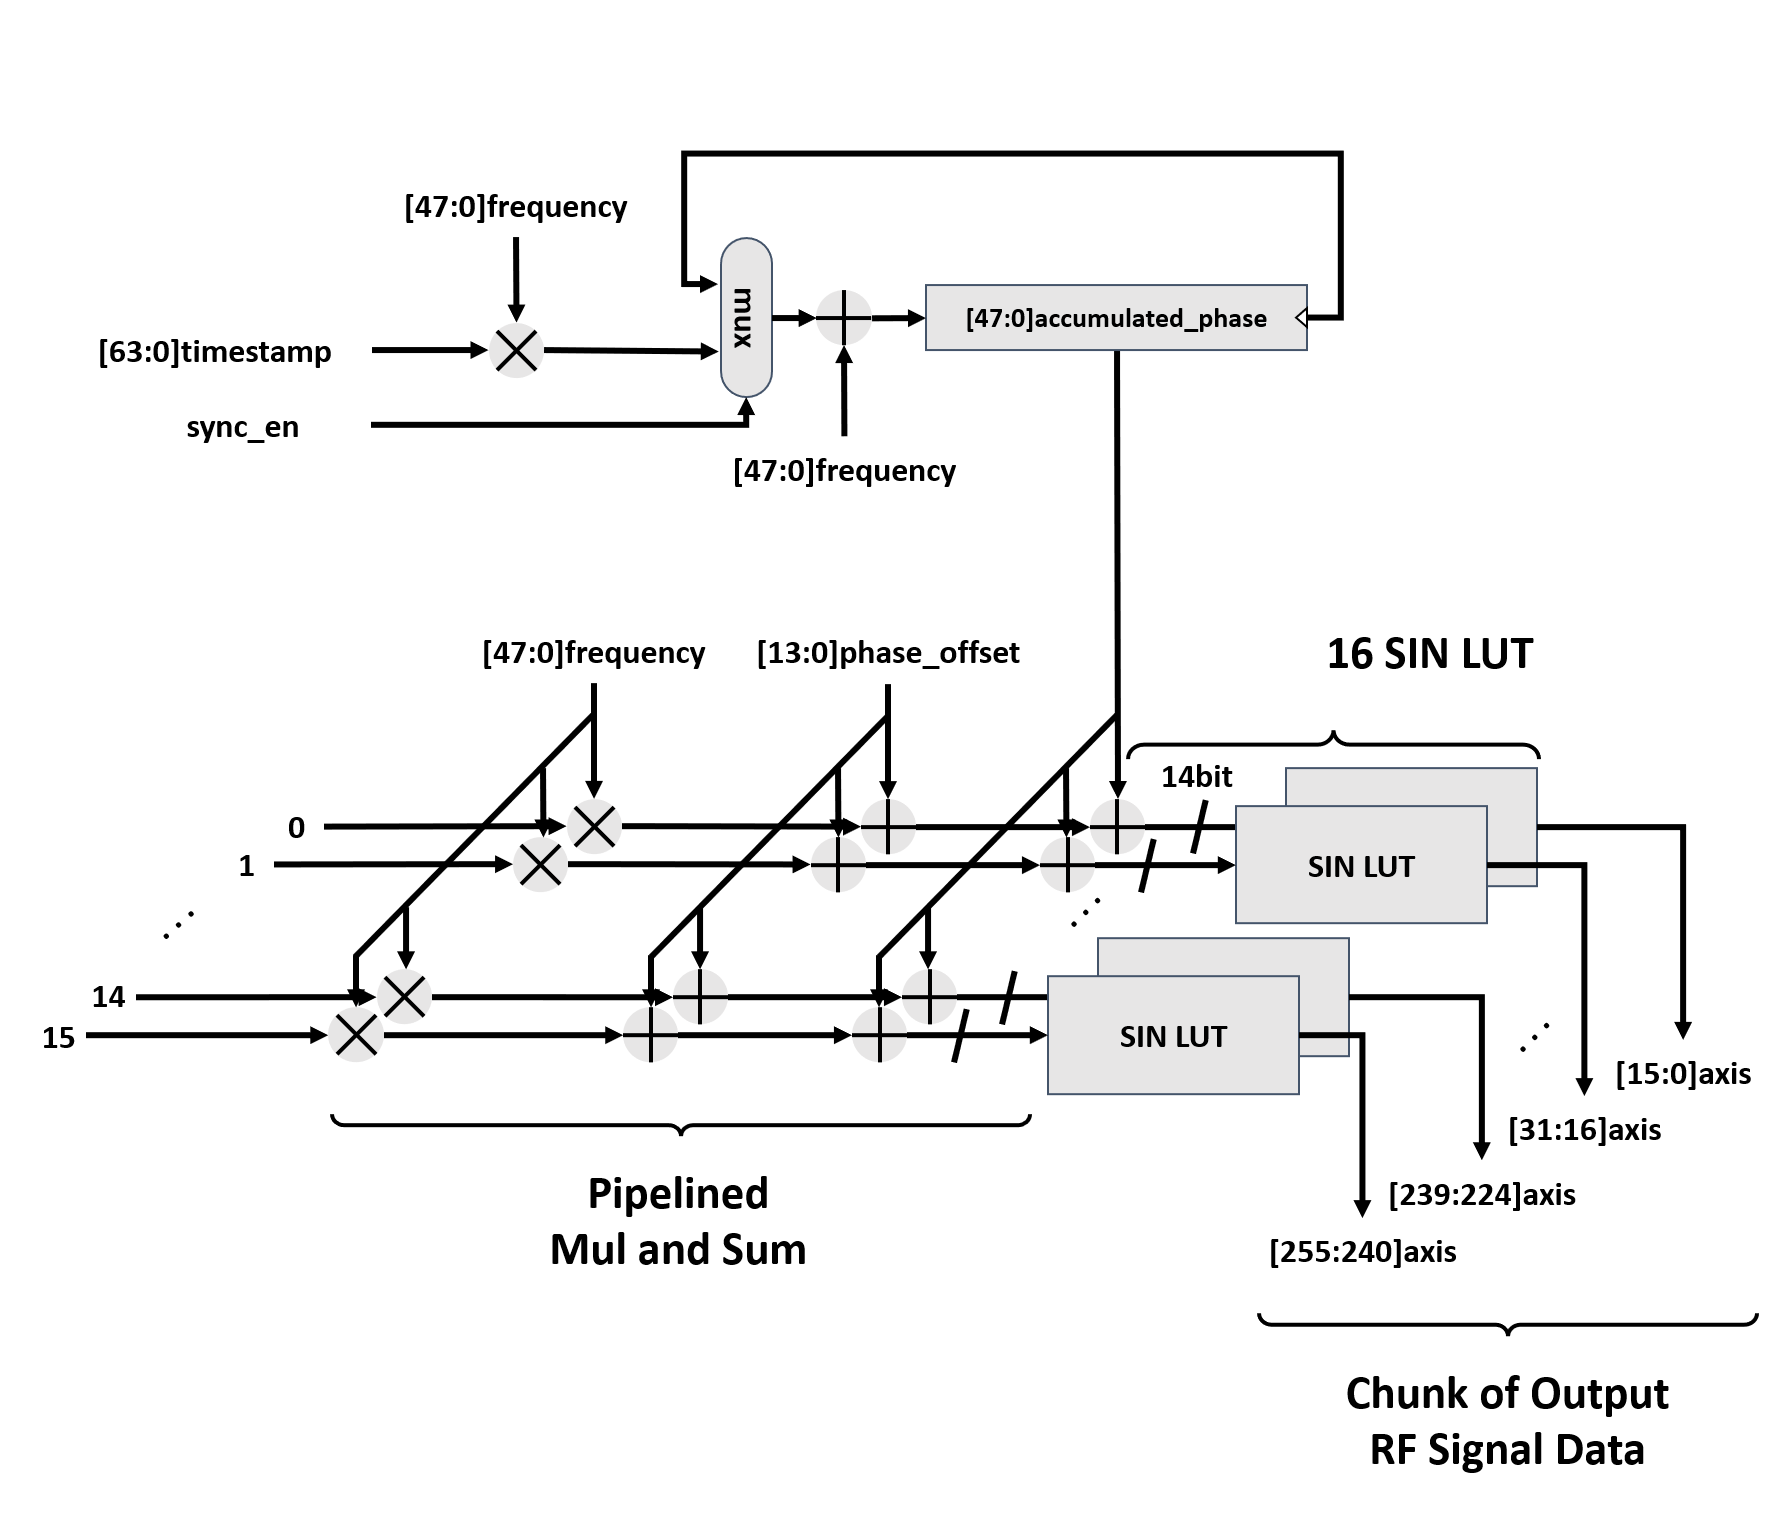 [47:0]frequency
mux
[63:0]timestamp
[47:0]accumulated_phase
sync_en
[47:0]frequency
[47:0]frequency
[13:0]phase_offset
16 SIN LUT
14bit
0
1
SIN LUT
14
15
SIN LUT
[15:0]axis
[31:16]axis
[239:224]axis
[255:240]axis
Pipelined
Mul and Sum
Chunk of Output
RF Signal Data